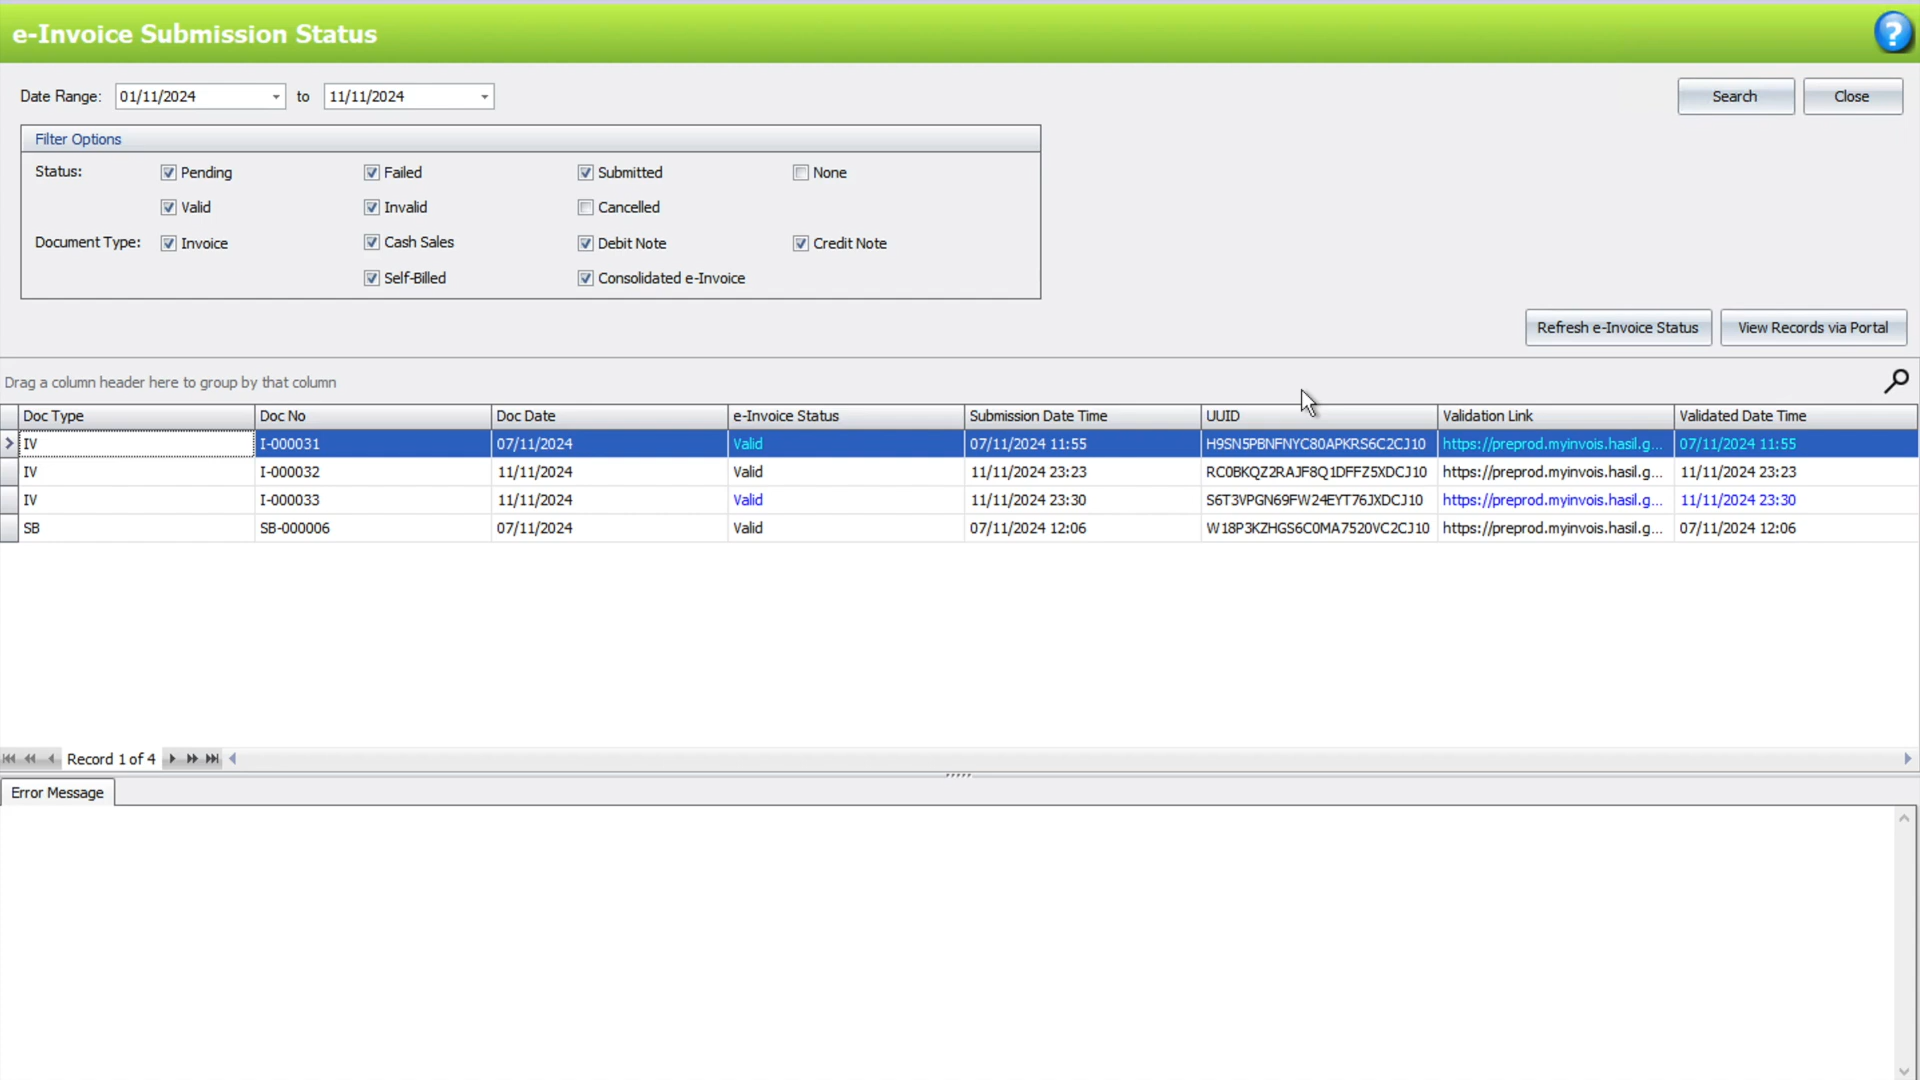 e-Invoice Submission Status
?
Date Range: 01/11/2024 to 11/11/2024 Search Close
Filter Options
Status: Pending Failed Submitted None
Valid Invalid Cancelled
Document Type: Invoice Cash Sales Debit Note Credit Note
Self-Billed Consolidated e-Invoice
Refresh e-Invoice Status View Records via Portal
Drag a column header here to group by that column
Doc Type Doc No Doc Date e-Invoice Status Submission Date Time UUID Validation Link Validated Date Time
IV I-000031 07/11/2024 Valid 07/11/2024 11:55 H9SN5PBNFNYC80APKRS6C2CJ10 https://preprod.myinvois.hasil.g... 07/11/2024 11:55
IV I-000032 11/11/2024 Valid 11/11/2024 23:23 RC0BKQZ2RAJF8Q1DFFZ5XDCJ10 https://preprod.myinvois.hasil.g... 11/11/2024 23:23
IV I-000033 11/11/2024 Valid 11/11/2024 23:30 S6T3VPGN69FW24EYT76JXDCJ10 https://preprod.myinvois.hasil.g... 11/11/2024 23:30
SB SB-000006 07/11/2024 Valid 07/11/2024 12:06 W18P3KZHGS6C0MA7520VC2CJ10 https://preprod.myinvois.hasil.g... 07/11/2024 12:06
Record 1 of 4
Error Message